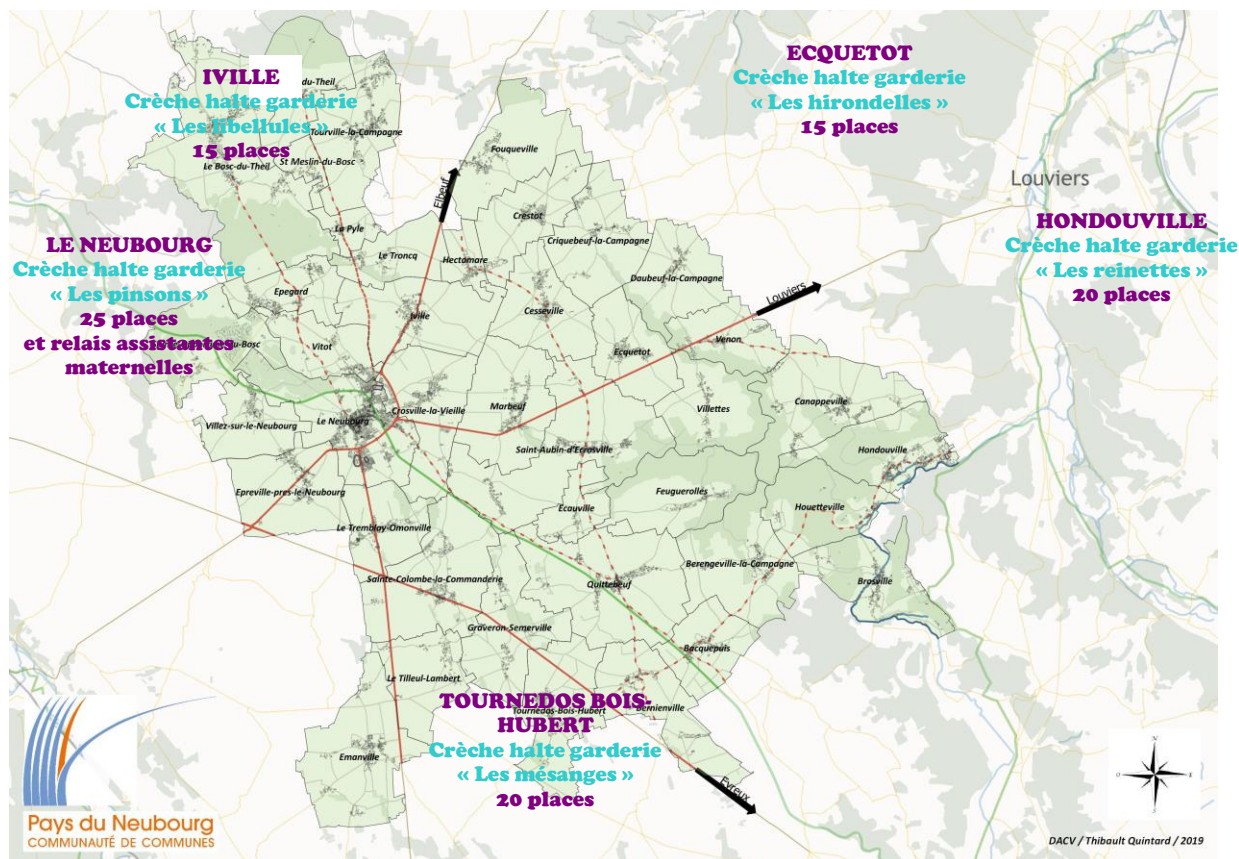 IVILLE
Crèche halte garderie
« Les libellules »
15 places
ECQUETOT
Crèche halte garderie
« Les hirondelles »
15 places
HONDOUVILLE
Crèche halte garderie
« Les reinettes »
20 places
LE NEUBOURG
Crèche halte garderie
« Les pinsons »
25 places
et relais assistantes
maternelles
TOURNEDOS BOIS-
HUBERT
Crèche halte garderie
« Les mésanges »
20 places
du-Theil
Tourville-la-Campagne
Le Bosc-du-Theil
St Meslin-du-Bosc
Fouqueville
Elbeuf
Louviers
Crestot
La Pyle
Criquebeuf-la-Campagne
Le Troncq
Hectomare
Daubeuf-la-Campagne
Epegard
Louviers
Iville
Cesseville
Venon
du-Bosc
Vitot
Ecquetot
Canappeville
Crosville-la-Vieille
Marbeuf
Villettes
Villez-sur-le-Neubourg
Le Neubourg
Saint-Aubin-d'Ecrosville
Hondouville
Epreville-pres-le-Neubourg
Feuguerolles
Ecauville
Houetteville
Le Tremblay-Omonville
Berengeville-la-Campagne
Sainte-Colombe-la-Commanderie
Quittebeuf
Brosville
Graveron-Semerville
Bacquepuis
Le Tilleul-Lambert
Tournedos-Bois-Hubert
Bernienville
Emanville
Evreux
N
O
E
S
Pays du Neubourg
COMMUNAUTÉ DE COMMUNES
DACV / Thibault Quintard / 2019